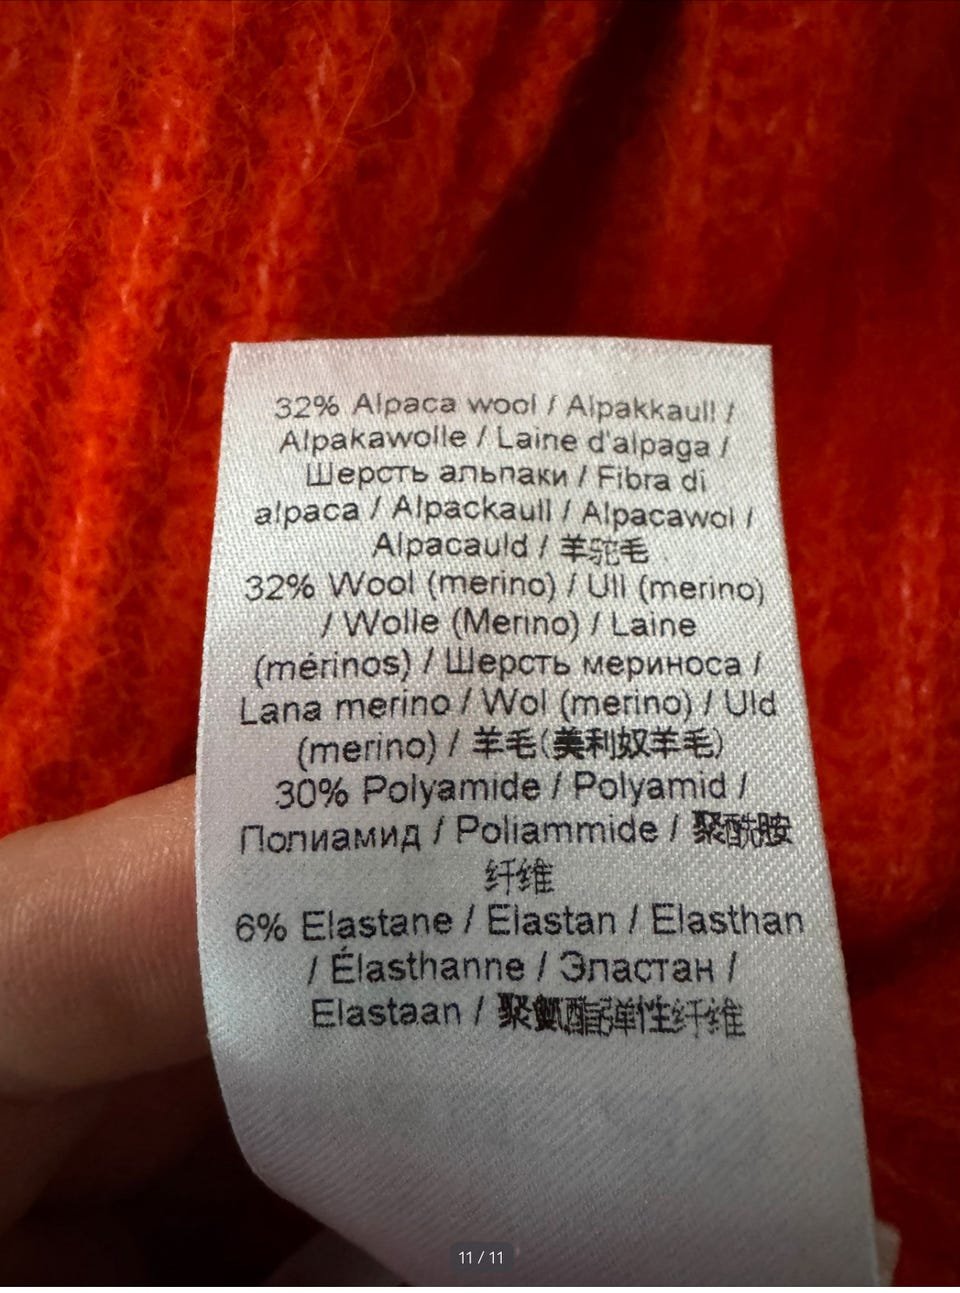 32% Alpaca wool / Alpakkaull /
Alpakawolle / Laine d'alpaga /
Шерсть альпаки / Fibra di
alpaca / Alpackaull / Alpacawol /
Alpacauld / 羊驼毛
32% Wool (merino) / Ull (merino)
/ Wolle (Merino) / Laine
(mérinos) / Шерсть мериноса /
Lana merino / Wol (merino) / Uld
(merino) / 羊毛(美利奴羊毛)
30% Polyamide / Polyamid /
Полиамид / Poliammide / 聚酰胺
纤维
6% Elastane / Elastan / Elasthan
/ Élasthanne / Эластан /
Elastaan / 聚氨酯弹性纤维
11 / 11